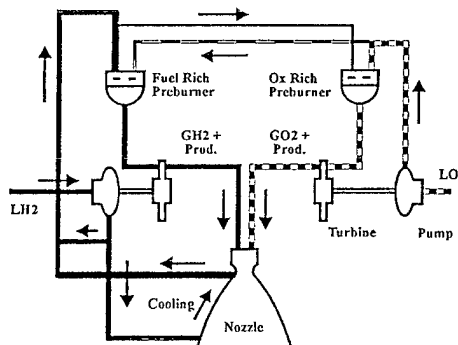 Fuel Rich
Preburner
Ox Rich
Preburner
GH2 +
Prod.
GO2 +
Prod.
LH2
LO
Turbine
Pump
Cooling
Nozzle